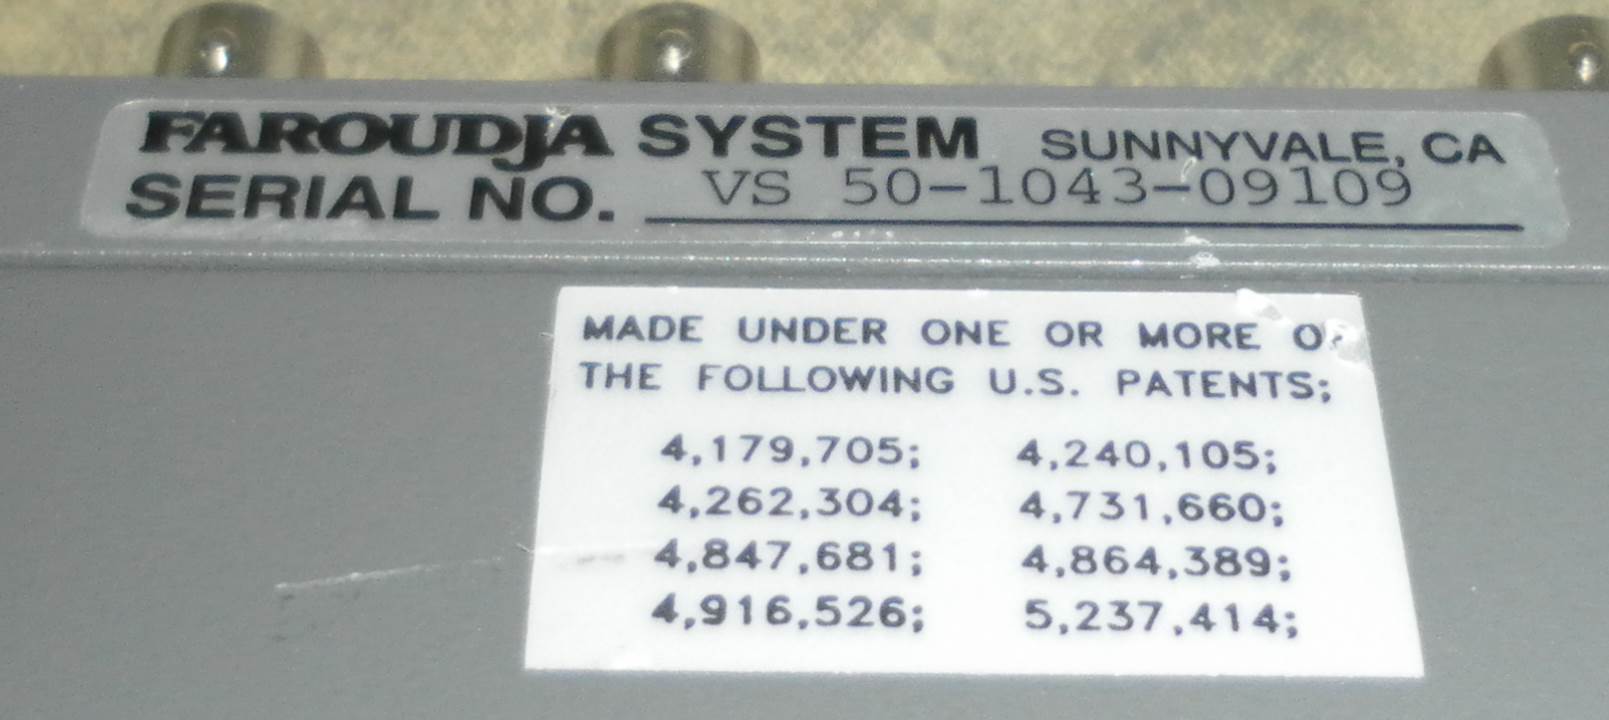 FAROUDJA SYSTEM SUNNYVALE, CA
SERIAL NO. VS 50-1043-09109
MADE UNDER ONE OR MORE OF
THE FOLLOWING U.S. PATENTS;
4,179,705; 4,240,105;
4,262,304; 4,731,660;
4,847,681; 4,864,389;
4,916,526; 5,237,414;